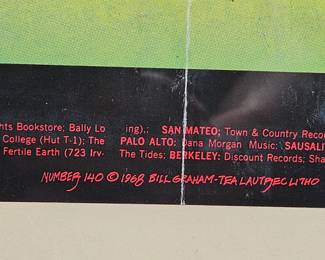 hts Bookstore; Bally Lo ing).; SAN MATEO; Town & Country Recor
College (Hut T-1); The PALO ALTO: Dana Morgan Music: SAUSALI
Fertile Earth (723 Irv- The Tides: BERKELEY: Discount Records; Sha
NUMBER 140 © 1968 BILL GRAHAM-TEA LAUTREC LITHO